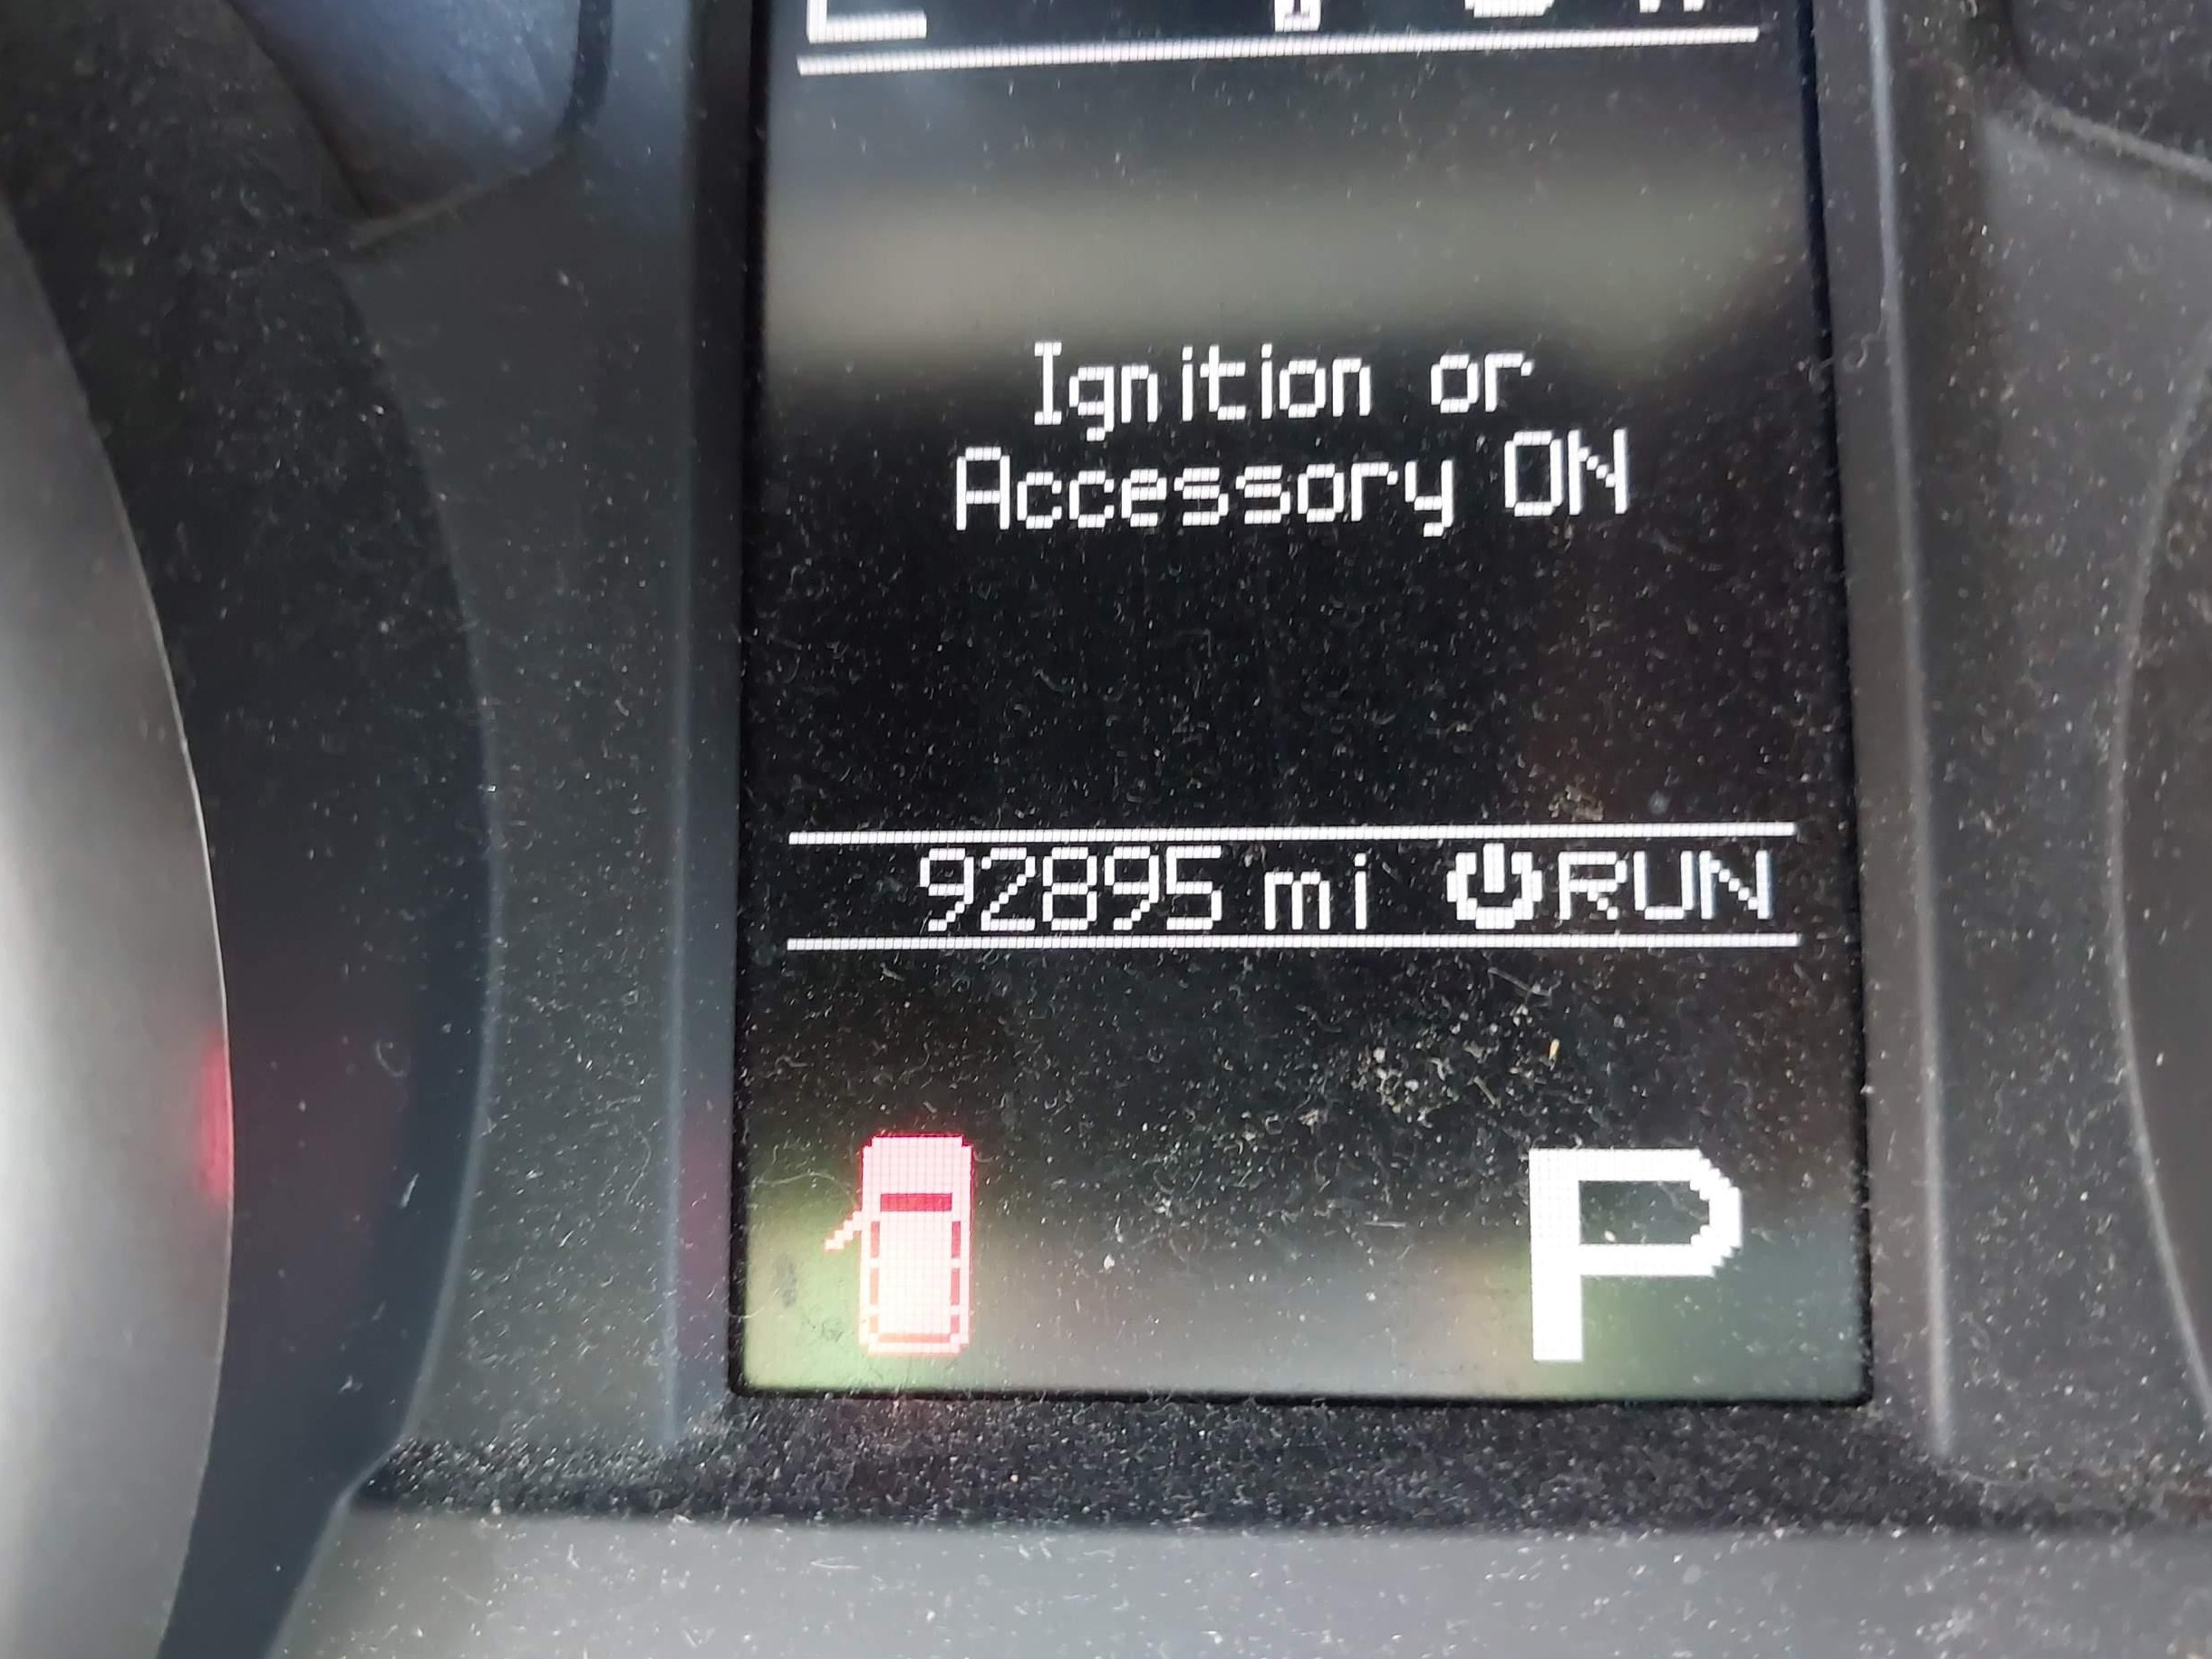 Ignition or
Accessory ON
92895 mi RUN
P